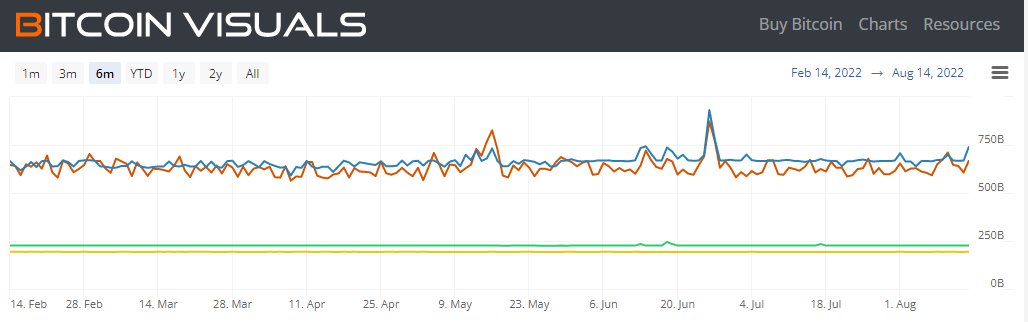 BITCOIN VISUALS
Buy Bitcoin Charts Resources
1m 3m 6m YTD 1y 2y All
Feb 14, 2022 → Aug 14, 2022
750B
500B
250B
0B
14. Feb 28. Feb 14. Mar 28. Mar 11. Apr 25. Apr 9. May 23. May 6. Jun 20. Jun 4. Jul 18. Jul 1. Aug